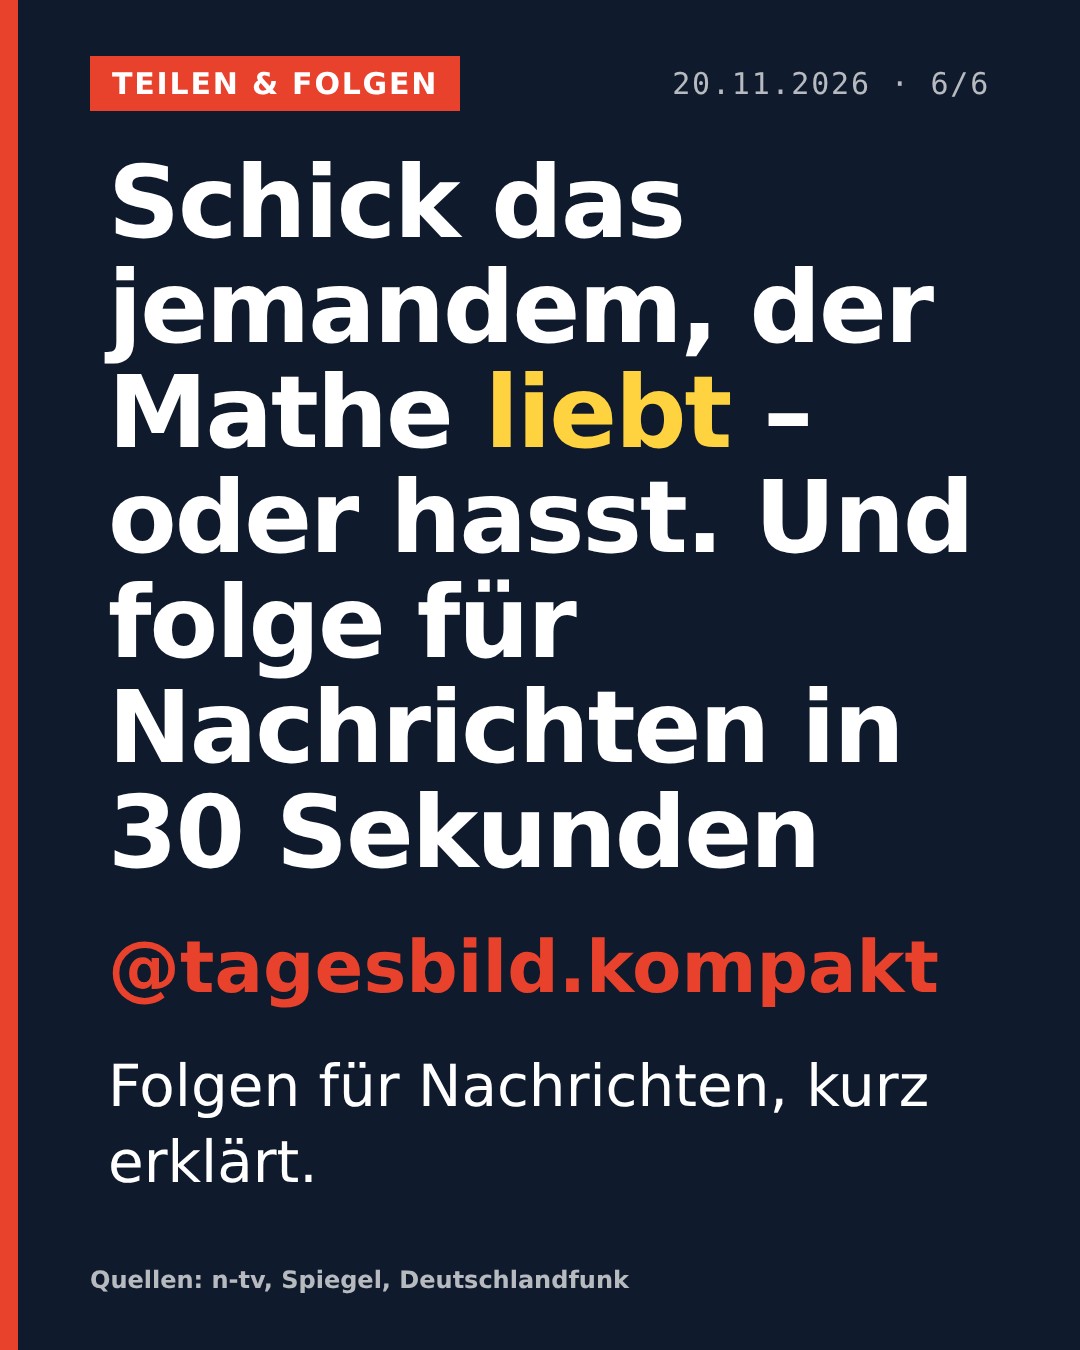 TEILEN & FOLGEN
20.11.2026 · 6/6
Schick das
jemandem, der
Mathe liebt –
oder hasst. Und
folge für
Nachrichten in
30 Sekunden
@tagesbild.kompakt
Folgen für Nachrichten, kurz
erklärt.
Quellen: n-tv, Spiegel, Deutschlandfunk